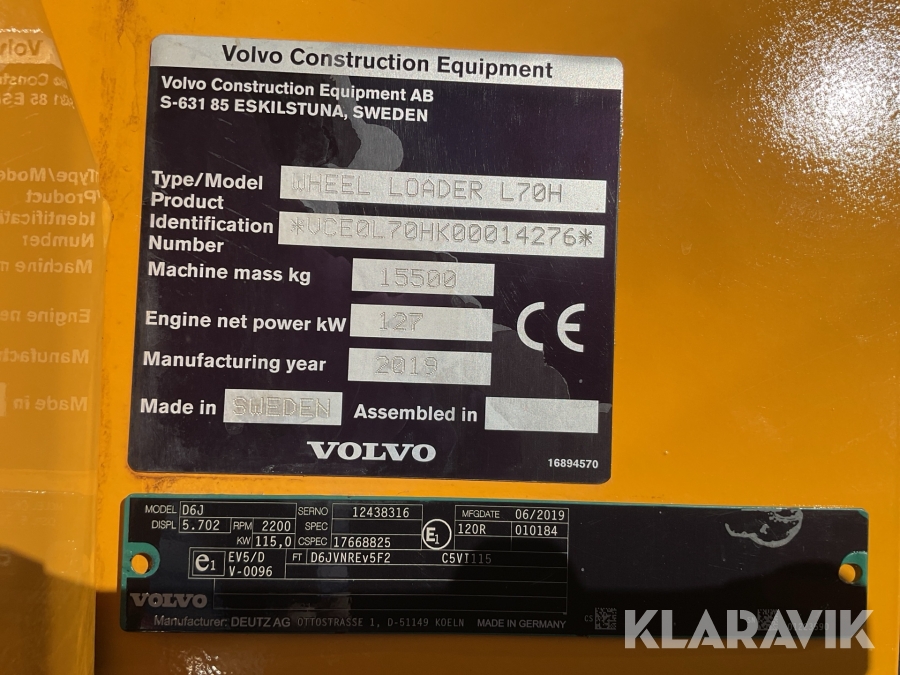 Volvo Construction Equipment
Volvo Construction Equipment AB
S-631 85 ESKILSTUNA, SWEDEN
Type/Model WHEEL LOADER L70H
Product
Identification *VCE0L70HK00014276*
Number
Machine mass kg 15500
Engine net power kW 127
CE
Manufacturing year 2019
Made in SWEDEN Assembled in
VOLVO
16894570
MODEL D6J SERNO 12438316 MFGDATE 06/2019
DISPL 5.702 RPM 2200 SPEC E1 120R 010184
KW 115,0 CSPEC 17668825
e1 EV5/D FT D6JVNREv5F2 C5VT115
V-0096
VOLVO
Manufacturer: DEUTZ AG OTTOSTRASSE 1, D-51149 KOELN MADE IN GERMANY
KLARAVIK